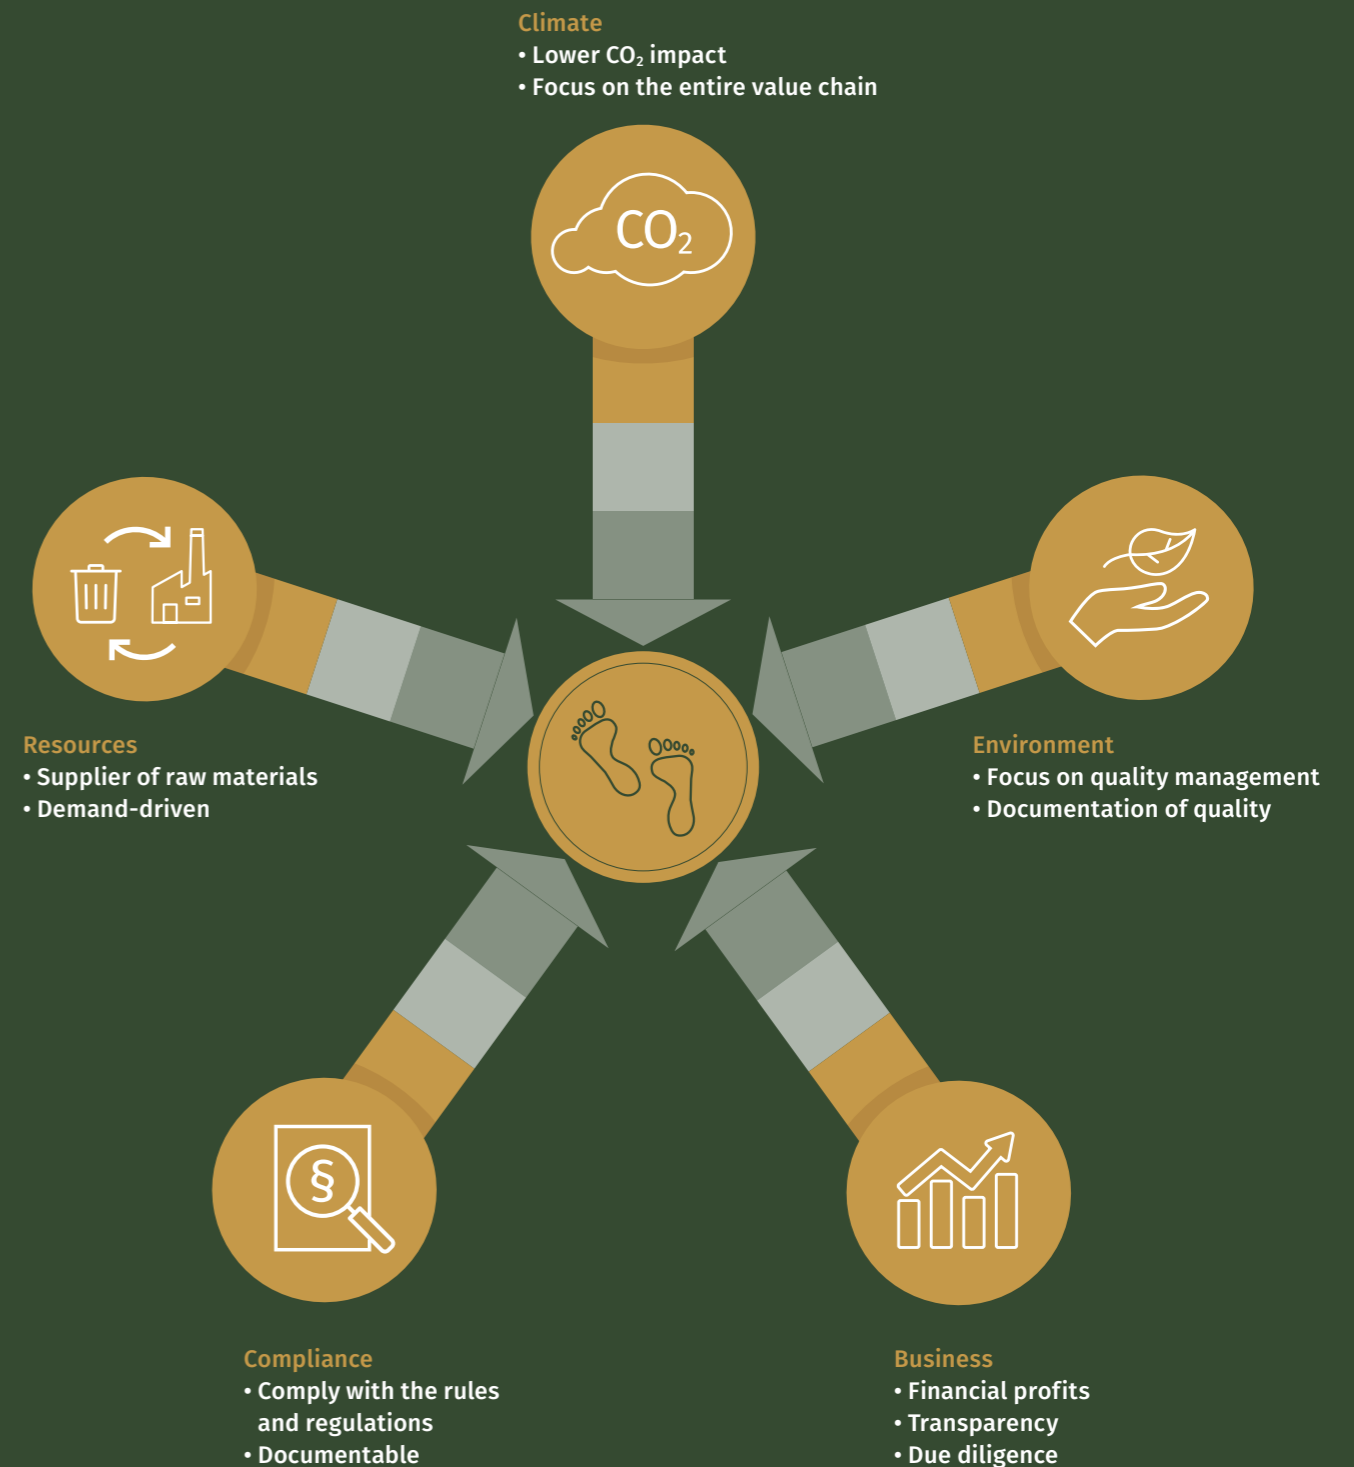 Climate
• Lower CO₂ impact
• Focus on the entire value chain
CO₂
Resources
• Supplier of raw materials
• Demand-driven
Environment
• Focus on quality management
• Documentation of quality
§
Compliance
• Comply with the rules
and regulations
• Documentable
Business
• Financial profits
• Transparency
• Due diligence